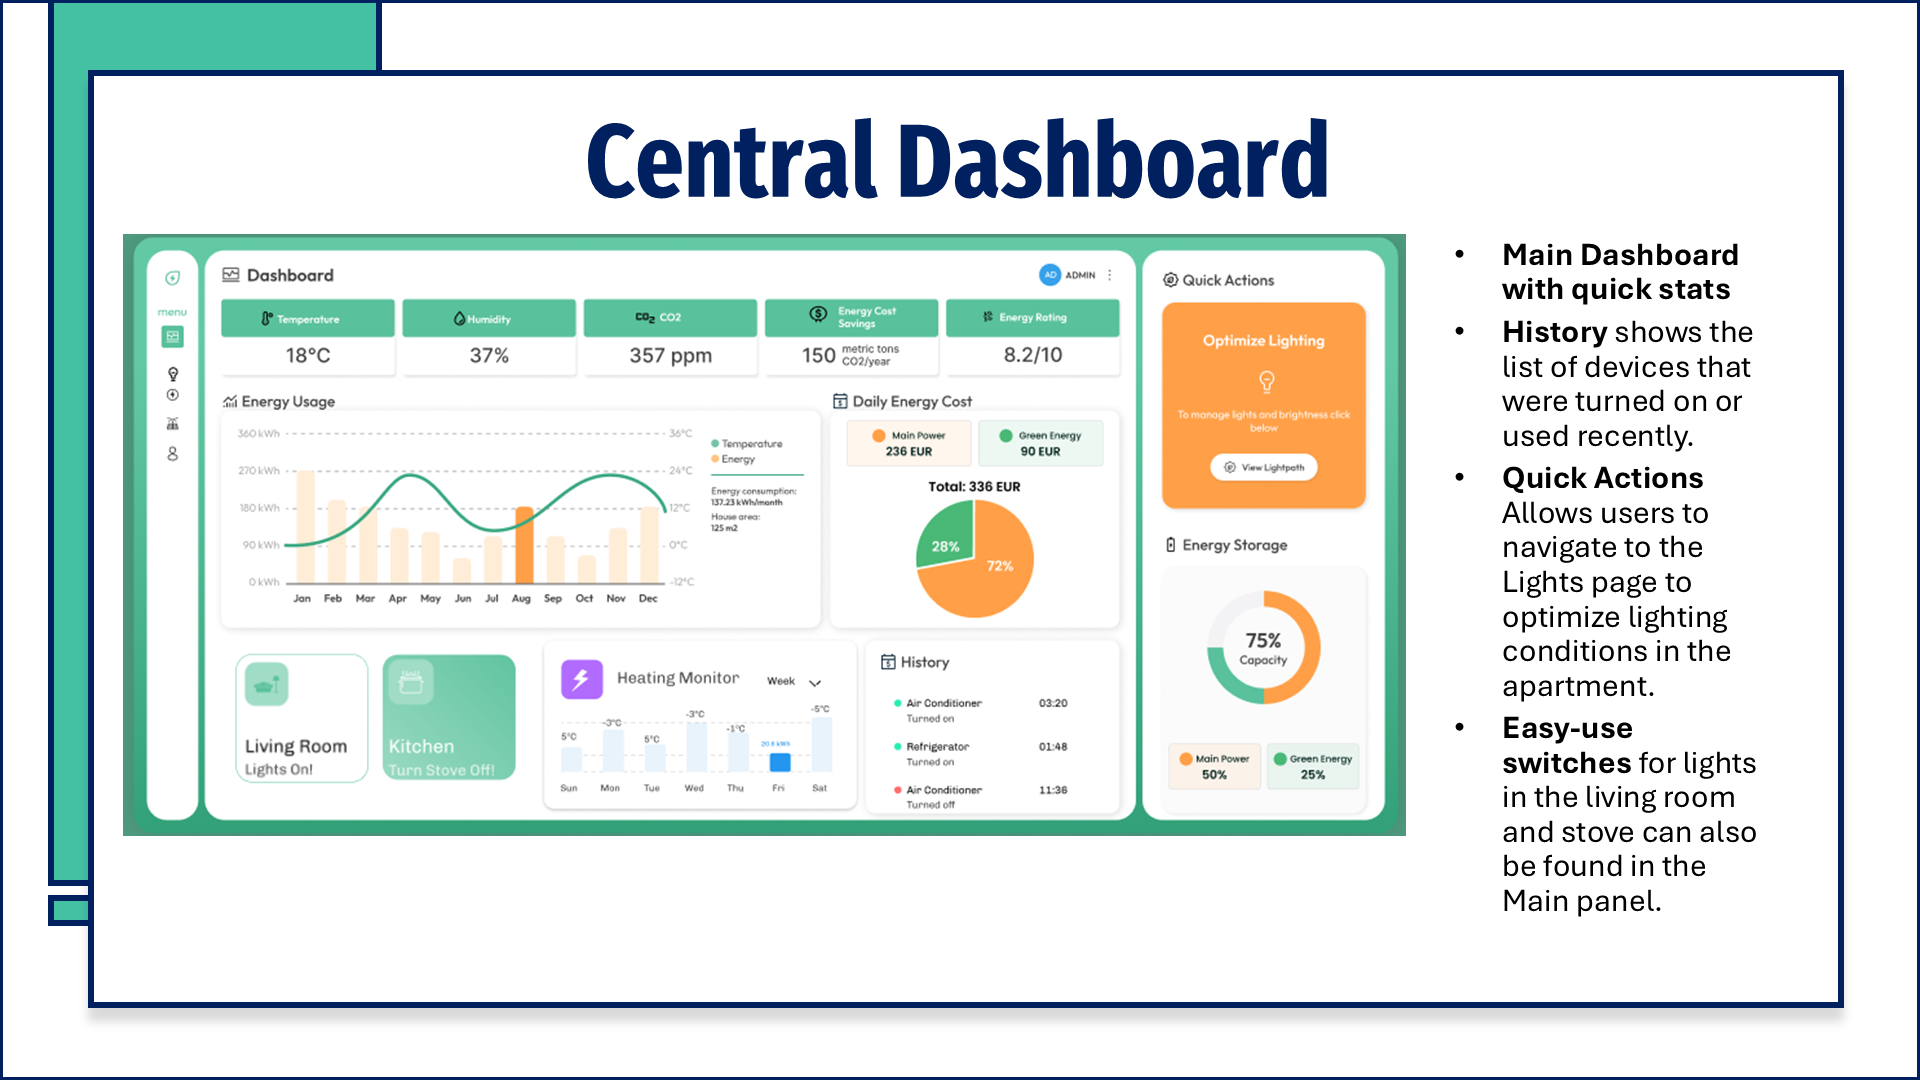 Central Dashboard
menu
Dashboard
AD ADMIN
Temperature
18°C
Humidity
37%
CO2 CO2
357 ppm
Energy Cost
Savings
150 metric tons
CO2/year
Energy Rating
8.2/10
Energy Usage
360 kWh
270 kWh
180 kWh
90 kWh
0 kWh
36°C
24°C
12°C
0°C
-12°C
Jan Feb Mar Apr May Jun Jul Aug Sep Oct Nov Dec
Temperature
Energy
Energy consumption:
137.23 kWh/month
House area:
125 m2
Daily Energy Cost
Main Power
236 EUR
Green Energy
90 EUR
Total: 336 EUR
28%
72%
Living Room
Lights On!
Kitchen
Turn Stove Off!
Heating Monitor
Week
5°C -3°C 5°C -3°C -1°C 20.6 kWh -5°C
Sun Mon Tue Wed Thu Fri Sat
History
Air Conditioner 03:20
Turned on
Refrigerator 01:48
Turned on
Air Conditioner 11:36
Turned off
Quick Actions
Optimize Lighting
To manage lights and brightness click
below
View Lightpath
Energy Storage
75%
Capacity
Main Power
50%
Green Energy
25%
• Main Dashboard
with quick stats
• History shows the
list of devices that
were turned on or
used recently.
• Quick Actions
Allows users to
navigate to the
Lights page to
optimize lighting
conditions in the
apartment.
• Easy-use
switches for lights
in the living room
and stove can also
be found in the
Main panel.